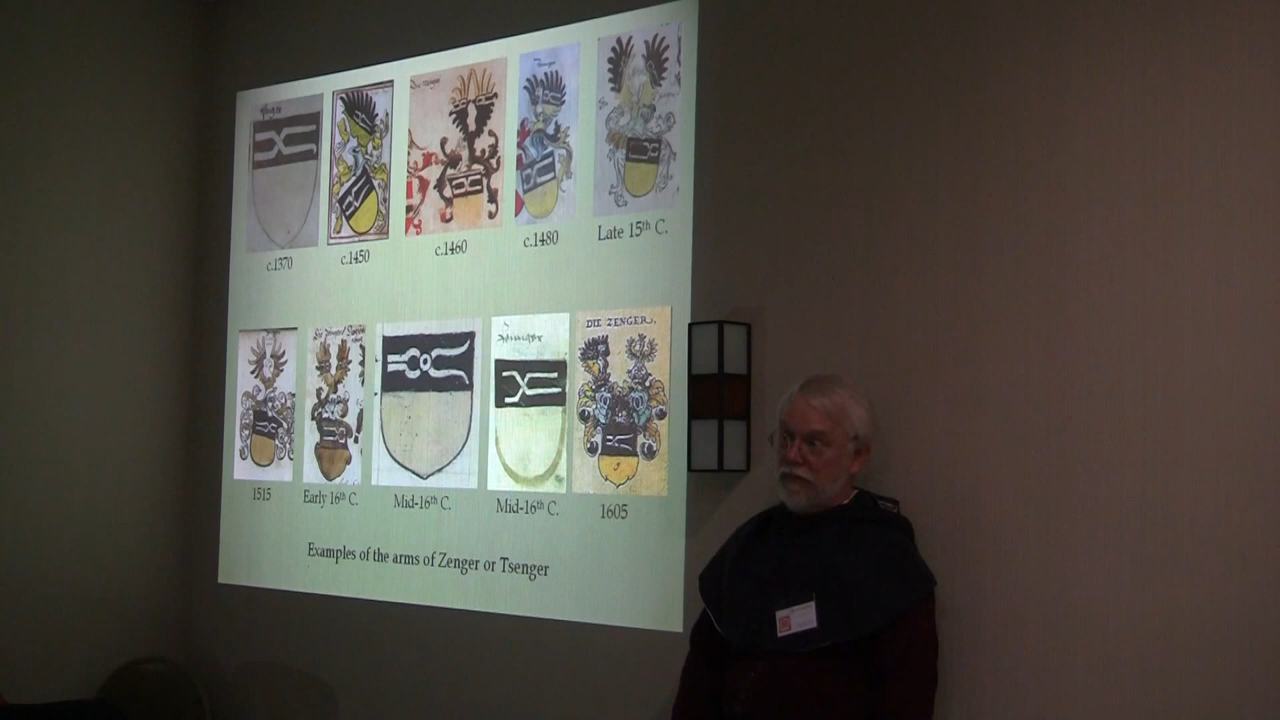 c.1370
c.1450
c.1460
c.1480
Late 15th C.
DIE ZENGER.
1515
Early 16th C.
Mid-16th C.
Mid-16th C.
1605
Examples of the arms of Zenger or Tsenger